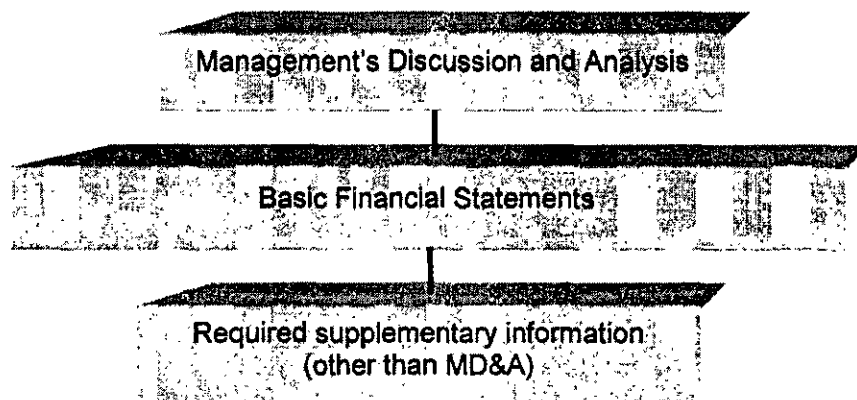 Management's Discussion and Analysis
Basic Financial Statements
Required supplementary information
(other than MD&A)